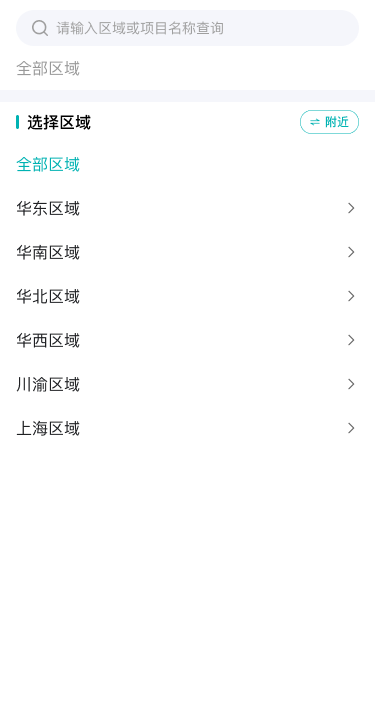 请输入区域或项目名称查询
全部区域
选择区域
附近
全部区域
华东区域
华南区域
华北区域
华西区域
川渝区域
上海区域